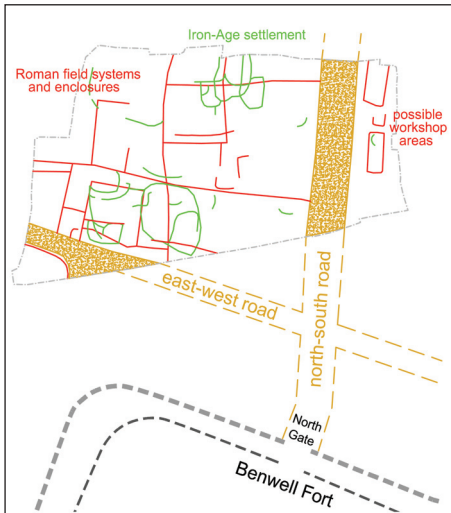 Iron-Age settlement
Roman field systems
and enclosures
possible
workshop
areas
east-west road
north-south road
North
Gate
Benwell Fort